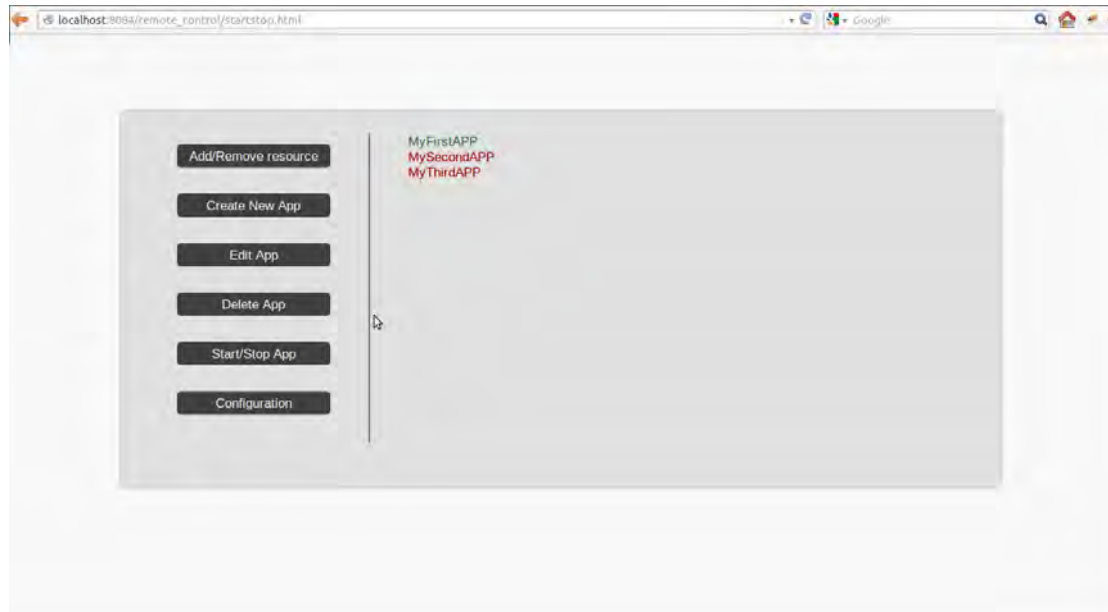 localhost:8084/remote_control/startstop.html
Google
Add/Remove resource
Create New App
Edit App
Delete App
Start/Stop App
Configuration
MyFirstAPP
MySecondAPP
MyThirdAPP